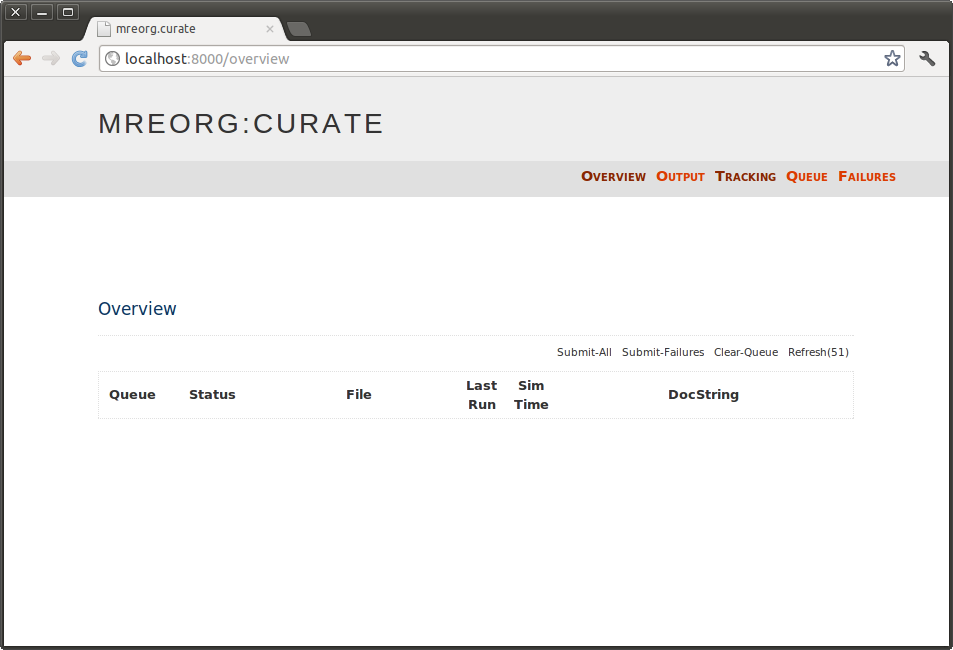 mreorg.curate
localhost:8000/overview
MREORG:CURATE
Overview Output Tracking Queue Failures
Overview
Submit-All Submit-Failures Clear-Queue Refresh(51)
Queue Status File Last Run Sim Time DocString